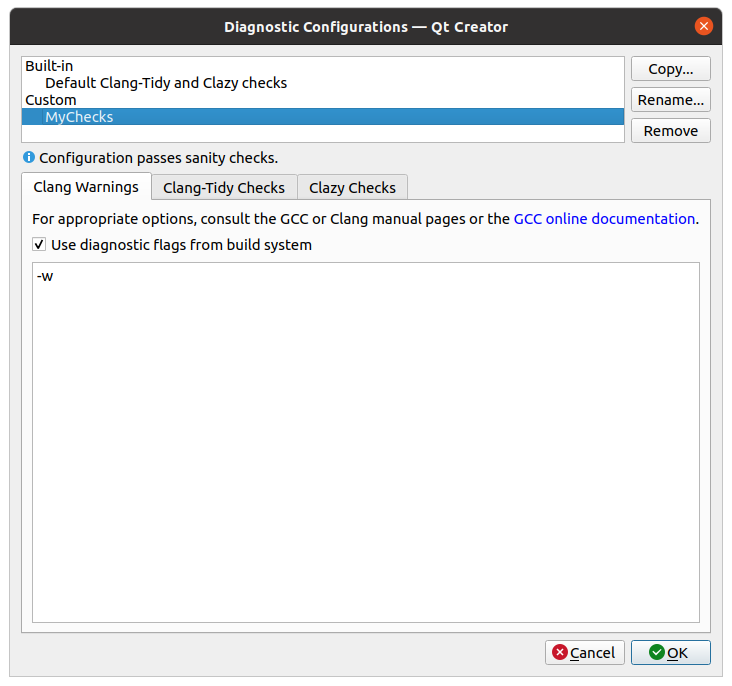 Diagnostic Configurations — Qt Creator
Built-in
Default Clang-Tidy and Clazy checks
Custom
MyChecks
Copy...
Rename...
Remove
Configuration passes sanity checks.
Clang Warnings Clang-Tidy Checks Clazy Checks
For appropriate options, consult the GCC or Clang manual pages or the GCC online documentation.
Use diagnostic flags from build system
-w
Cancel OK